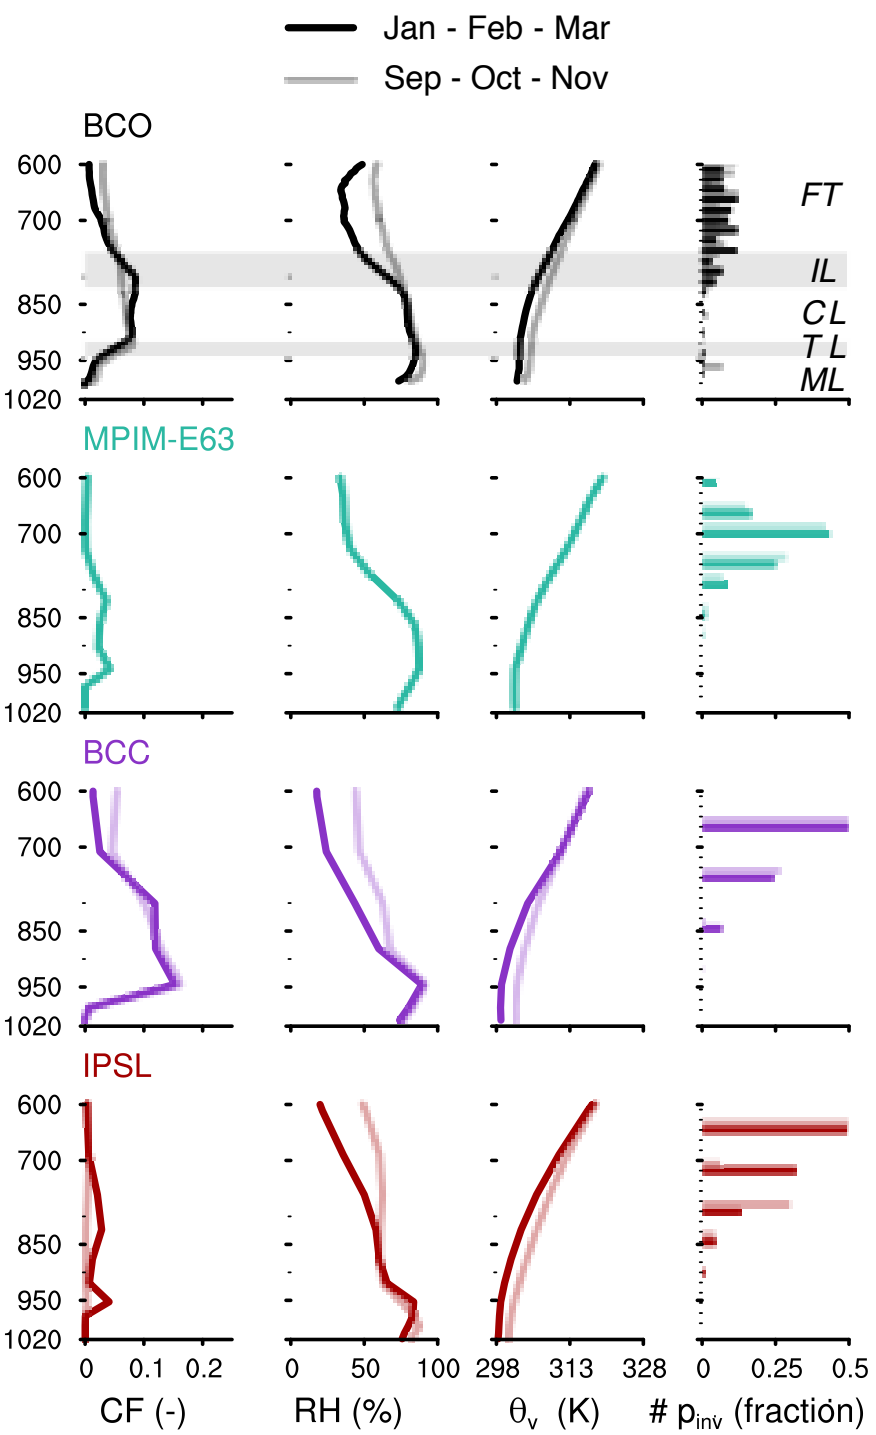 Jan - Feb - Mar
Sep - Oct - Nov
BCO
600
700
850
950
1020
FT
IL
CL
TL
ML
MPIM-E63
600
700
850
950
1020
BCC
600
700
850
950
1020
IPSL
600
700
850
950
1020
0 0.1 0.2 0 50 100 298 313 328 0 0.25 0.5
CF (-) RH (%) θv (K) # pinv (fraction)